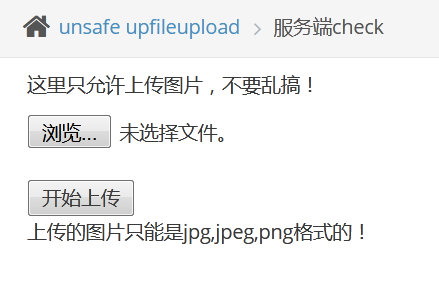 unsafe upfileupload > 服务端check
这里只允许上传图片，不要乱搞！
浏览... 未选择文件。
开始上传
上传的图片只能是jpg,jpeg,png格式的！